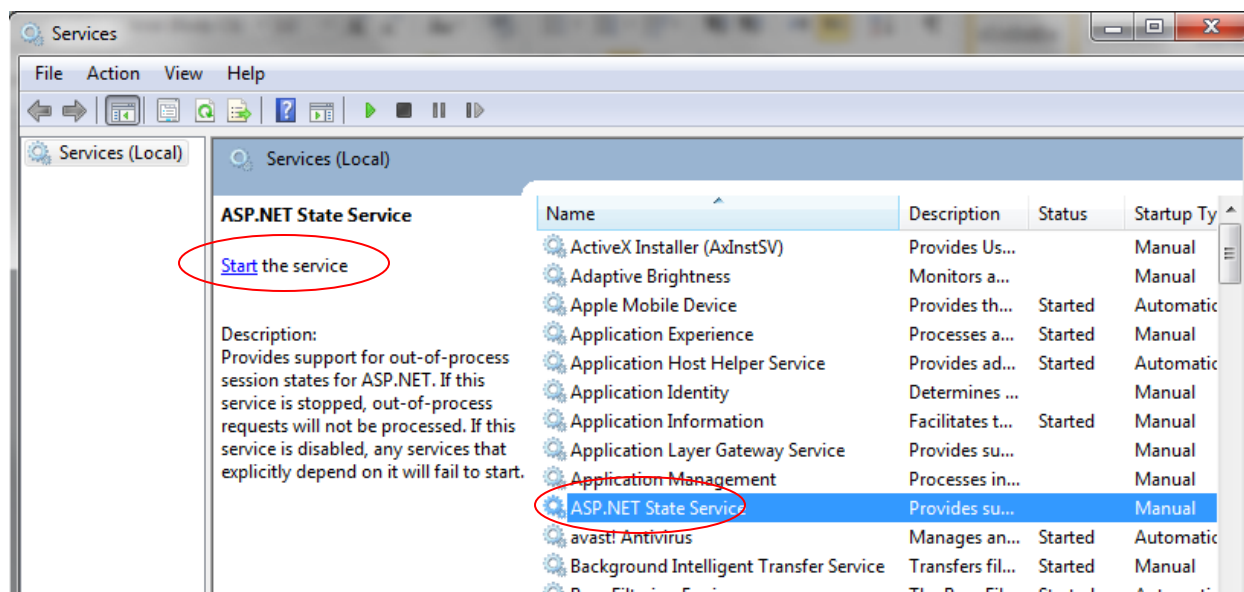 Services
File Action View Help
Services (Local)
Services (Local)
ASP.NET State Service
Start the service
Description:
Provides support for out-of-process
session states for ASP.NET. If this
service is stopped, out-of-process
requests will not be processed. If this
service is disabled, any services that
explicitly depend on it will fail to start.
Name Description Status Startup Ty
ActiveX Installer (AxInstSV) Provides Us... Manual
Adaptive Brightness Monitors a... Manual
Apple Mobile Device Provides th... Started Automatic
Application Experience Processes a... Started Manual
Application Host Helper Service Provides ad... Started Automatic
Application Identity Determines ... Manual
Application Information Facilitates t... Started Manual
Application Layer Gateway Service Provides su... Manual
Application Management Processes in... Manual
ASP.NET State Service Provides su... Manual
avast! Antivirus Manages an... Started Automatic
Background Intelligent Transfer Service Transfers fil... Started Manual